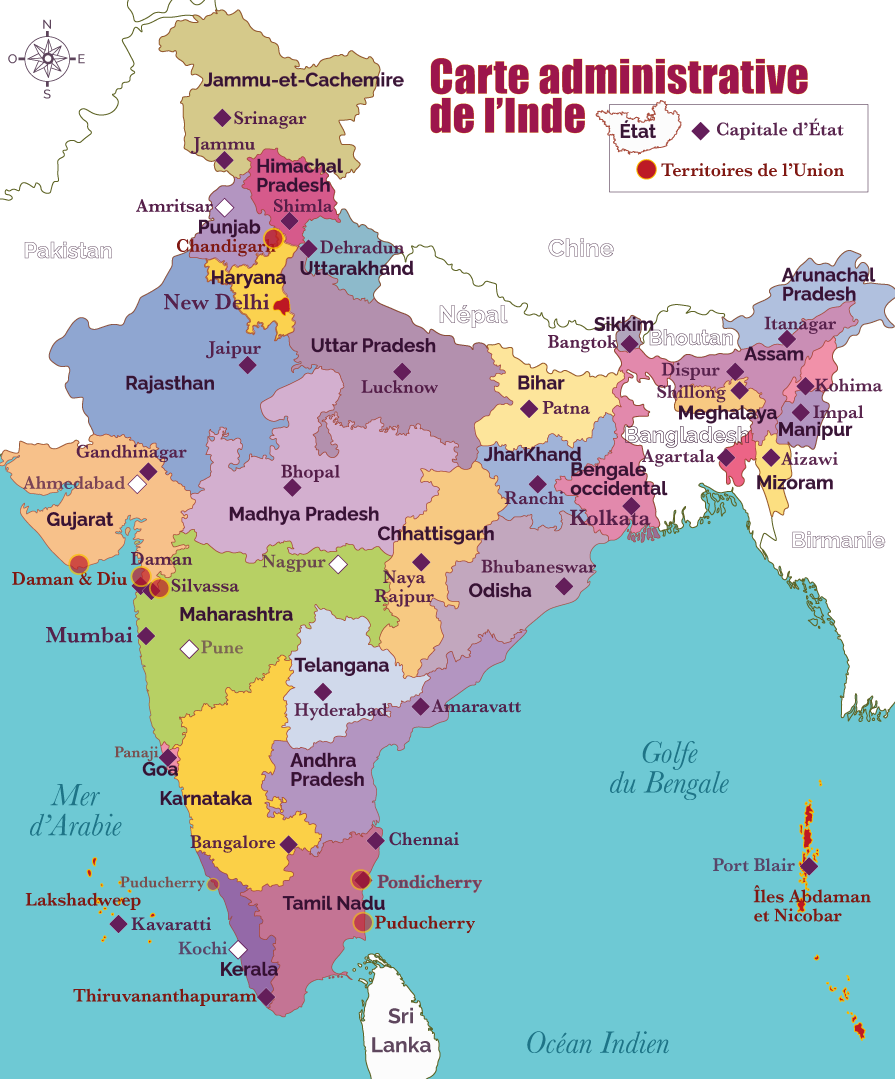 N
O
E
S
Carte administrative
de l’Inde
État
Capitale d’État
Territoires de l’Union
Jammu-et-Cachemire
Srinagar
Jammu
Himachal
Pradesh
Amritsar
Shimla
Punjab
Chandigarh
Dehradun
Uttarakhand
Pakistan
Chine
Haryana
New Delhi
Arunachal
Pradesh
Népal
Sikkim
Itanagar
Bangtok
Bhoutan
Jaipur
Uttar Pradesh
Assam
Rajasthan
Lucknow
Bihar
Dispur
Kohima
Shillong
Patna
Meghalaya
Impal
Manipur
Bangladesh
Gandhinagar
JharKhand
Agartala
Aizawi
Ahmedabad
Bhopal
Bengale
occidental
Mizoram
Ranchi
Gujarat
Madhya Pradesh
Kolkata
Chhattisgarh
Birmanie
Daman
Nagpur
Bhubaneswar
Daman & Diu
Silvassa
Naya
Rajpur
Odisha
Maharashtra
Mumbai
Pune
Telangana
Hyderabad
Amaravatt
Panaji
Goa
Andhra
Pradesh
Golfe
du Bengale
Mer
d’Arabie
Karnataka
Bangalore
Chennai
Port Blair
Puducherry
Pondicherry
Lakshadweep
Tamil Nadu
Îles Abdaman
et Nicobar
Kavaratti
Puducherry
Kochi
Kerala
Thiruvananthapuram
Sri
Lanka
Océan Indien